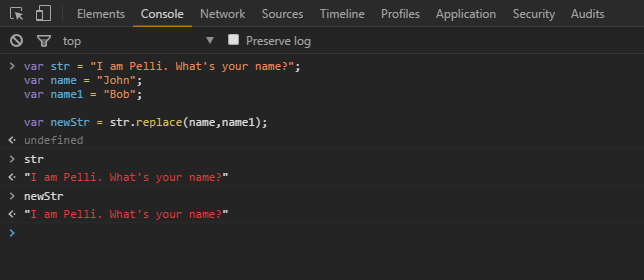 Elements Console Network Sources Timeline Profiles Application Security Audits
top Preserve log
var str = "I am Pelli. What's your name?";
var name = "John";
var name1 = "Bob";
var newStr = str.replace(name,name1);
undefined
str
"I am Pelli. What's your name?"
newStr
"I am Pelli. What's your name?"